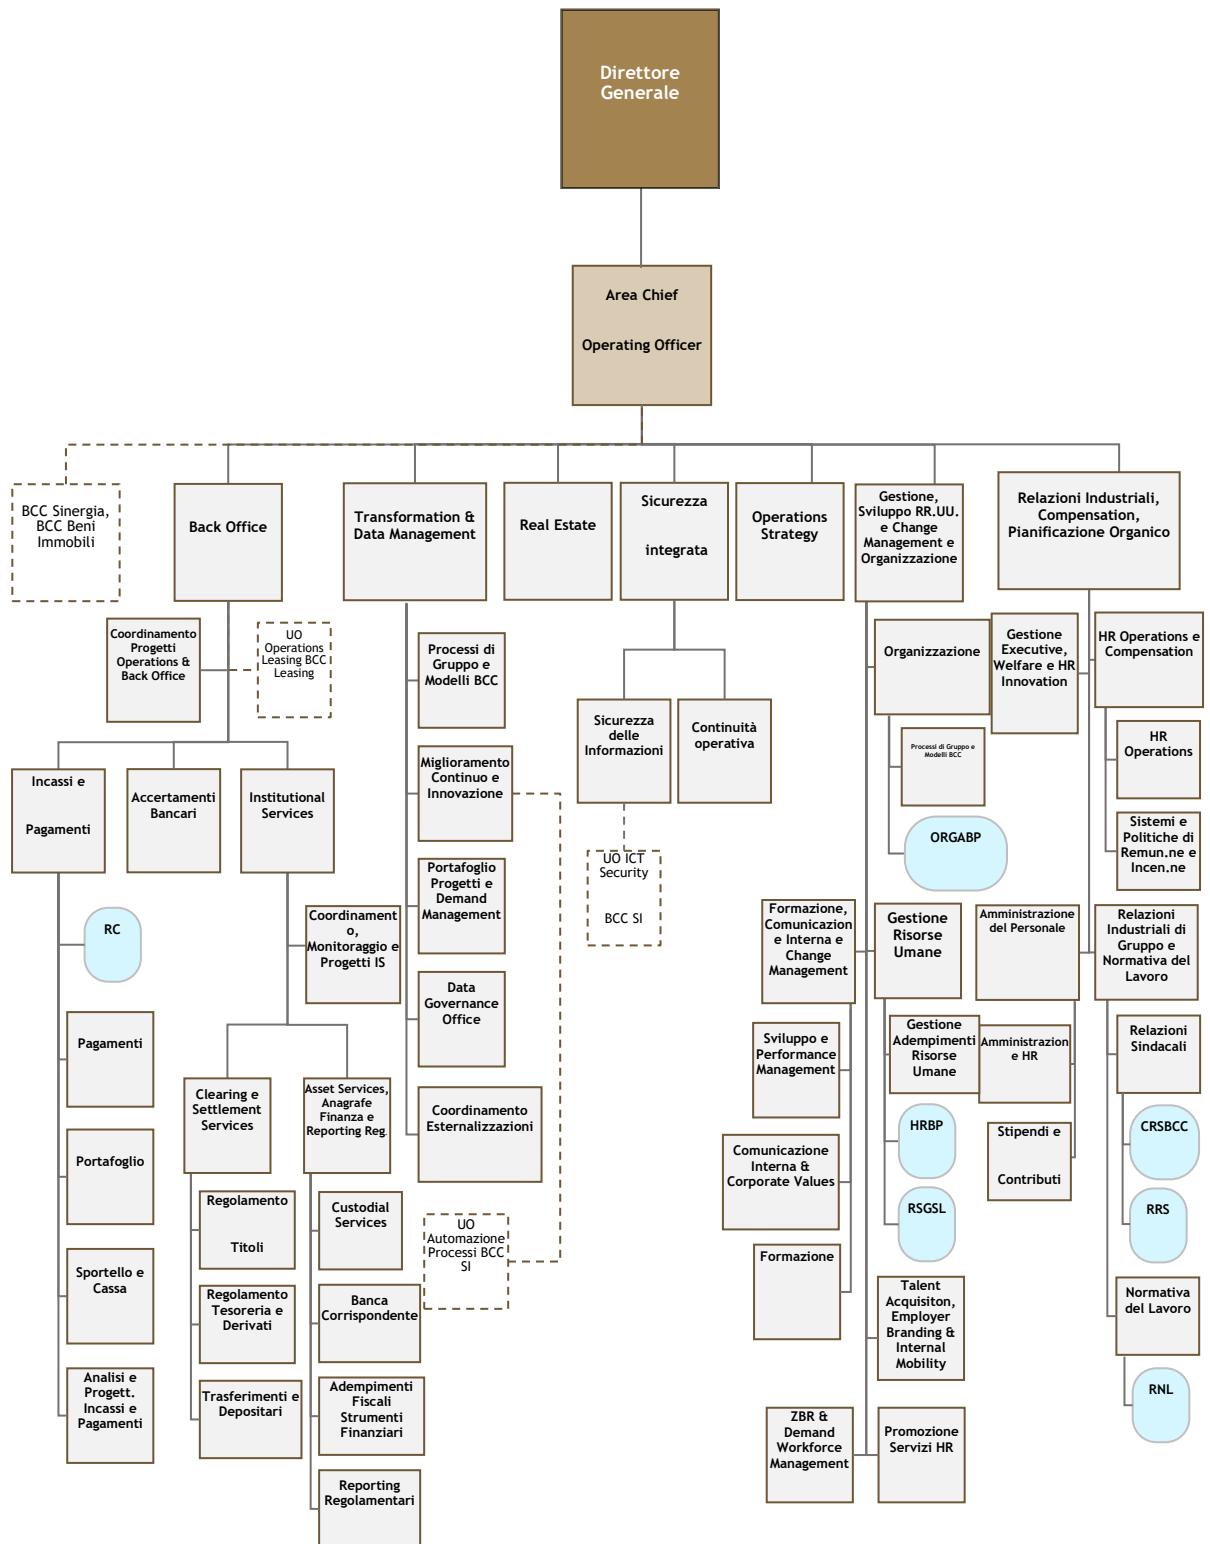 Direttore
Generale
Area Chief
Operating Officer
BCC Sinergia,
BCC Beni
Immobili
Back Office
Transformation &
Data Management
Real Estate
Sicurezza
integrata
Operations
Strategy
Gestione,
Sviluppo RR.UU.
e Change
Management e
Organizzazione
Relazioni Industriali,
Compensation,
Pianificazione Organico
Coordinamento
Progetti
Operations &
Back Office
UO
Operations
Leasing BCC
Leasing
Incassi e
Pagamenti
Accertamenti
Bancari
Institutional
Services
RC
Pagamenti
Portafoglio
Sportello e
Cassa
Analisi e
Progett.
Incassi e
Pagamenti
Coordinament
o,
Monitoraggio e
Progetti IS
Clearing e
Settlement
Services
Asset Services,
Anagrafe
Finanza e
Reporting Reg.
Regolamento
Titoli
Regolamento
Tesoreria e
Derivati
Trasferimenti e
Depositari
Custodial
Services
Banca
Corrispondente
Adempimenti
Fiscali
Strumenti
Finanziari
Reporting
Regolamentari
Processi di
Gruppo e
Modelli BCC
Miglioramento
Continuo e
Innovazione
Portafoglio
Progetti e
Demand
Management
Data
Governance
Office
Coordinamento
Esternalizzazioni
UO
Automazione
Processi BCC
SI
Sicurezza
delle
Informazioni
Continuità
operativa
UO ICT
Security
BCC SI
Organizzazione
Processi di Gruppo e
Modelli BCC
ORGABP
Formazione,
Comunicazion
e Interna e
Change
Management
Gestione
Risorse
Umane
Sviluppo e
Performance
Management
Comunicazione
Interna &
Corporate Values
Formazione
Gestione
Adempimenti
Risorse
Umane
HRBP
RSGSL
Talent
Acquisiton,
Employer
Branding &
Internal
Mobility
ZBR &
Demand
Workforce
Management
Promozione
Servizi HR
Gestione
Executive,
Welfare e HR
Innovation
HR Operations e
Compensation
HR
Operations
Sistemi e
Politiche di
Remun.ne e
Incen.ne
Amministrazione
del Personale
Relazioni
Industriali di
Gruppo e
Normativa del
Lavoro
Amministrazion
e HR
Stipendi e
Contributi
Relazioni
Sindacali
CRSBCC
RRS
Normativa
del Lavoro
RNL